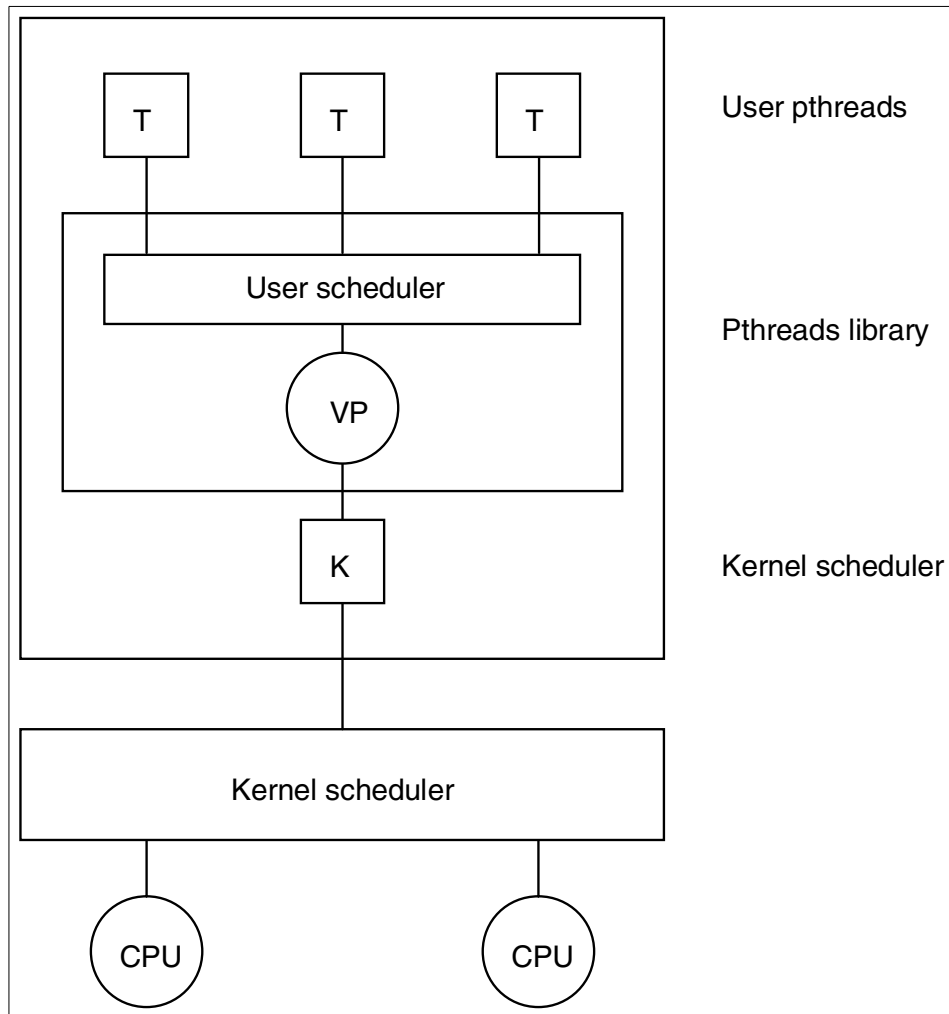 T T T User pthreads
User scheduler
Pthreads library
VP
K Kernel scheduler
Kernel scheduler
CPU CPU